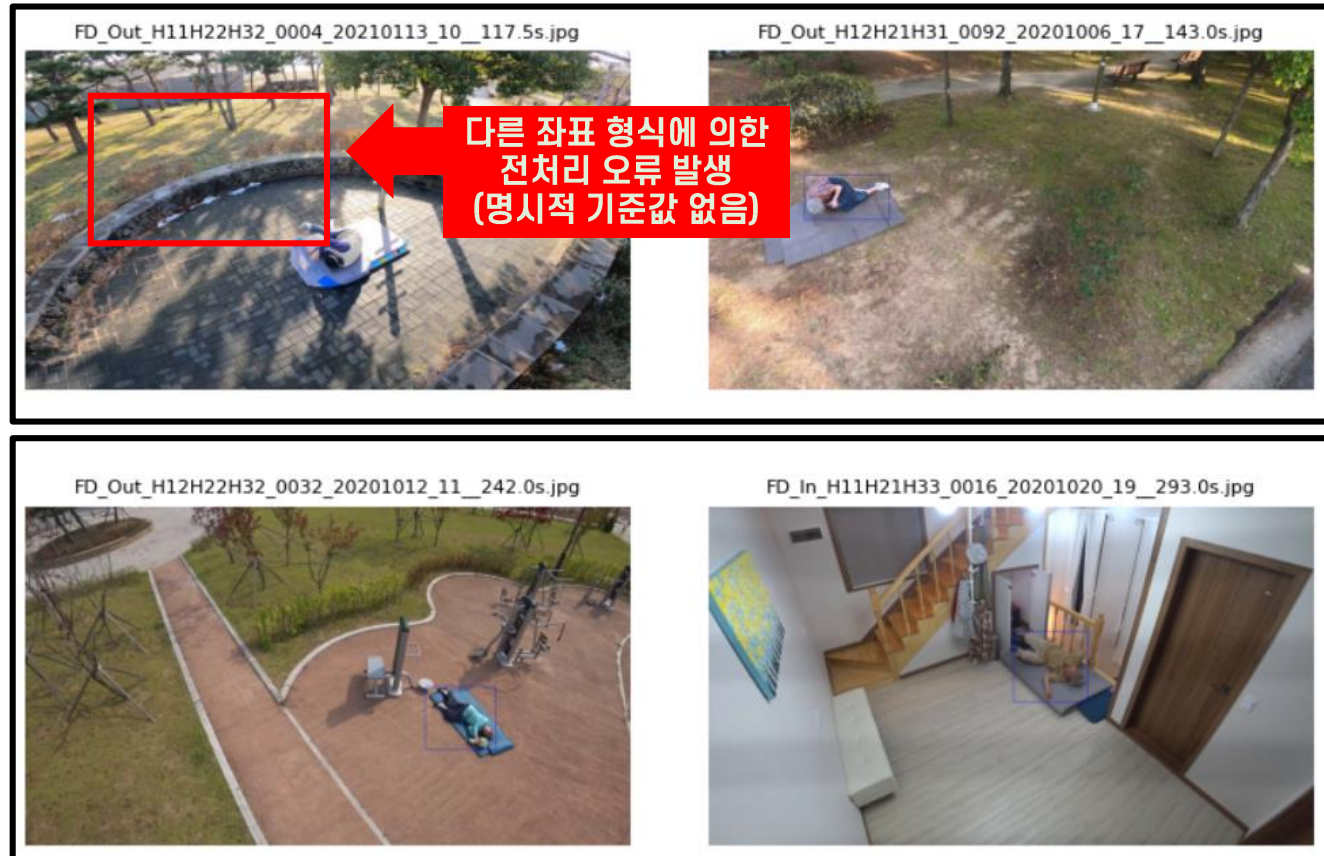 FD_Out_H11H22H32_0004_20210113_10__117.5s.jpg
FD_Out_H12H21H31_0092_20201006_17__143.0s.jpg
다른 좌표 형식에 의한
전처리 오류 발생
(명시적 기준값 없음)
FD_Out_H12H22H32_0032_20201012_11__242.0s.jpg
FD_In_H11H21H33_0016_20201020_19__293.0s.jpg